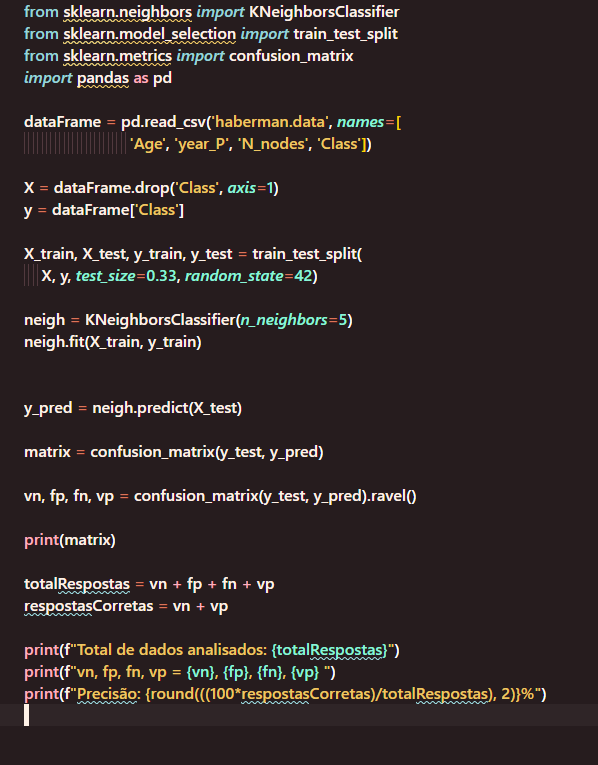 from sklearn.neighbors import KNeighborsClassifier
from sklearn.model_selection import train_test_split
from sklearn.metrics import confusion_matrix
import pandas as pd
dataFrame = pd.read_csv('haberman.data', names=[
'Age', 'year_P', 'N_nodes', 'Class'])
X = dataFrame.drop('Class', axis=1)
y = dataFrame['Class']
X_train, X_test, y_train, y_test = train_test_split(
X, y, test_size=0.33, random_state=42)
neigh = KNeighborsClassifier(n_neighbors=5)
neigh.fit(X_train, y_train)
y_pred = neigh.predict(X_test)
matrix = confusion_matrix(y_test, y_pred)
vn, fp, fn, vp = confusion_matrix(y_test, y_pred).ravel()
print(matrix)
totalRespostas = vn + fp + fn + vp
respostasCorretas = vn + vp
print(f"Total de dados analisados: {totalRespostas}")
print(f"vn, fp, fn, vp = {vn}, {fp}, {fn}, {vp} ")
print(f"Precisão: {round(((100*respostasCorretas)/totalRespostas), 2)}%")